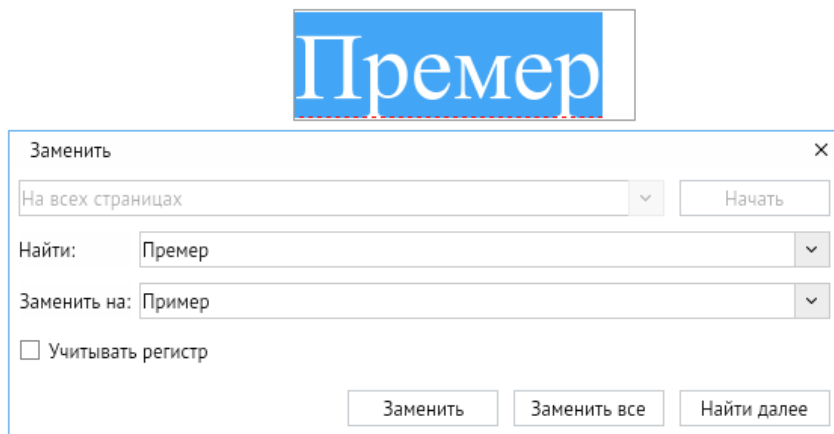 Премер
Заменить
На всех страницах Начать
Найти: Премер
Заменить на: Пример
Учитывать регистр
Заменить Заменить все Найти далее